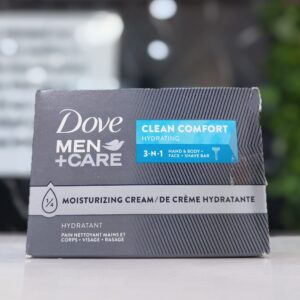 Dove
MEN
+CARE
CLEAN COMFORT
HYDRATING
3-IN-1 HAND & BODY +
FACE + SHAVE BAR
1/4 MOISTURIZING CREAM/DE CRÈME HYDRATANTE
HYDRATANT
PAIN NETTOYANT MAINS ET
CORPS + VISAGE + RASAGE